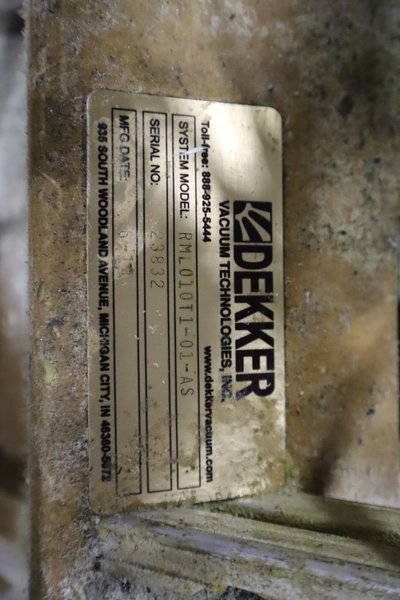 DEKKER
VACUUM TECHNOLOGIES, INC.
Toll-free: 888-925-5444 www.dekkervacuum.com
SYSTEM MODEL: RML010T1-01-AS
SERIAL NO: 23832
MFG DATE:
935 SOUTH WOODLAND AVENUE, MICHIGAN CITY, IN 46360-5672